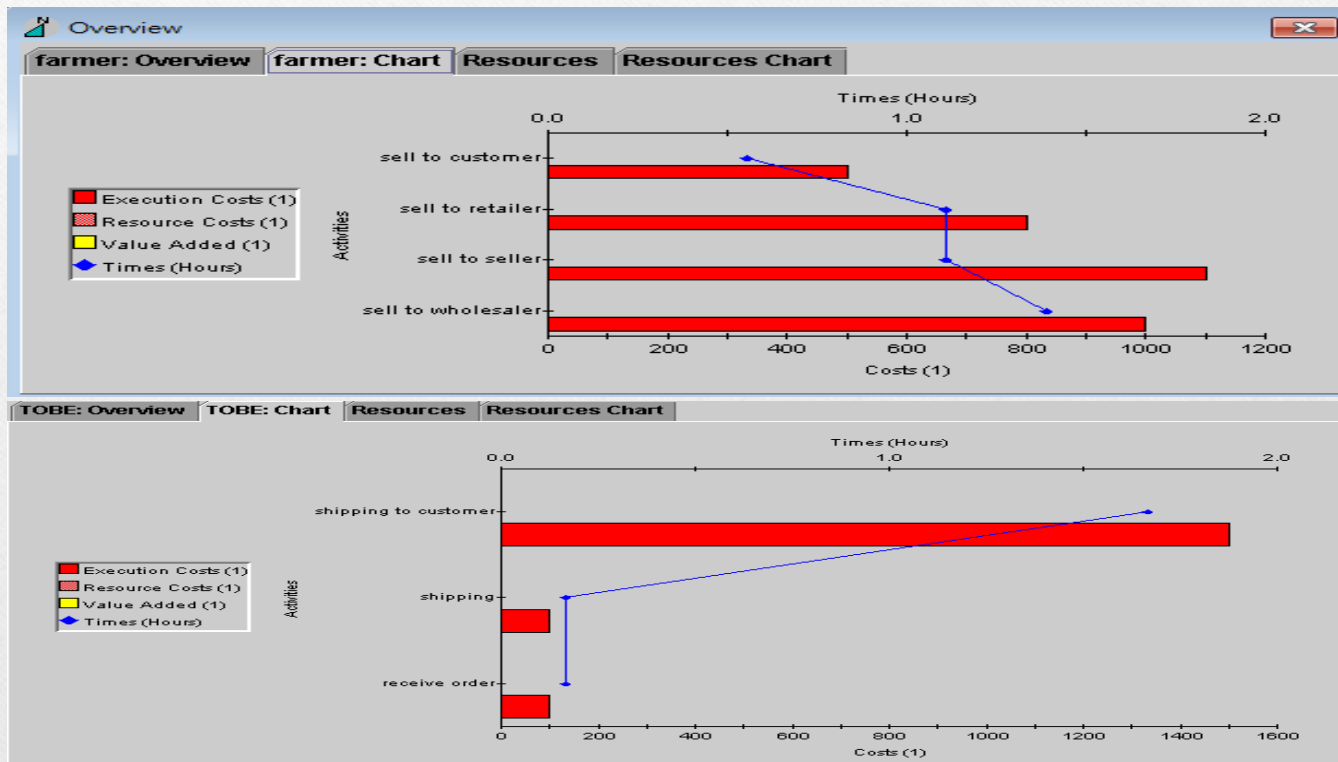 N
Overview
farmer: Overview farmer: Chart Resources Resources Chart
Times (Hours)
0.0 1.0 2.0
sell to customer
sell to retailer
sell to seller
sell to wholesaler
Activities
Execution Costs (1)
Resource Costs (1)
Value Added (1)
Times (Hours)
0 200 400 600 800 1000 1200
Costs (1)
TOBE: Overview TOBE: Chart Resources Resources Chart
Times (Hours)
0.0 1.0 2.0
shipping to customer
shipping
receive order
Activities
Execution Costs (1)
Resource Costs (1)
Value Added (1)
Times (Hours)
0 200 400 600 800 1000 1200 1400 1600
Costs (1)